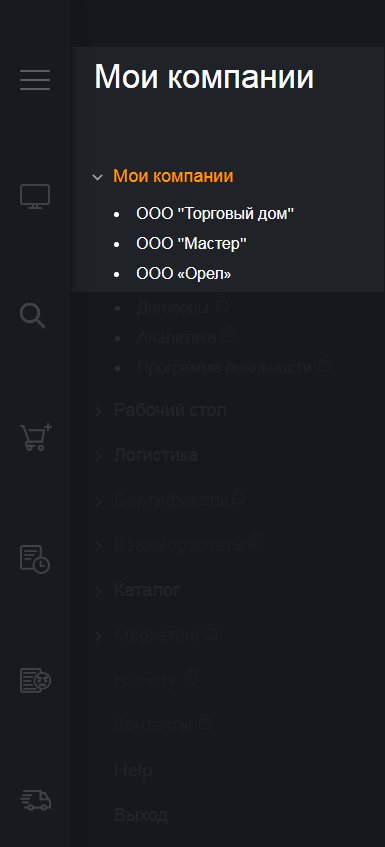 Мои компании
Мои компании
ООО "Торговый дом"
ООО "Мастер"
ООО «Орел»
Договоры
Аналитика
Программа лояльности
Рабочий стол
Логистика
Сертификаты
Взаиморасчеты
Каталог
Маркетинг
Novelty
Контакты
Help
Выход